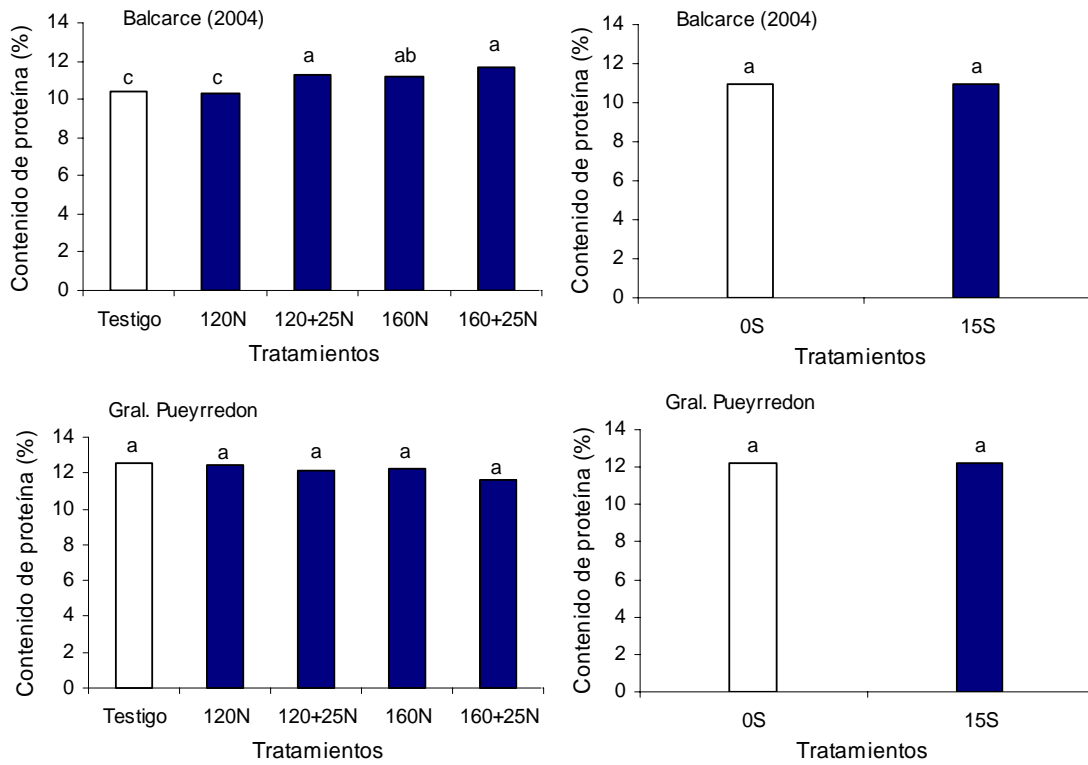 Balcarce (2004)
Contenido de proteína (%)
14
12
10
8
6
4
2
0
c
c
a
ab
a
Testigo
120N
120+25N
160N
160+25N
Tratamientos
Balcarce (2004)
Contenido de proteína (%)
14
12
10
8
6
4
2
0
a
a
0S
15S
Tratamientos
Gral. Pueyrredon
Contenido de proteína (%)
14
12
10
8
6
4
2
0
a
a
a
a
a
Testigo
120N
120+25N
160N
160+25N
Tratamientos
Gral. Pueyrredon
Contenido de proteína (%)
14
12
10
8
6
4
2
0
a
a
0S
15S
Tratamientos